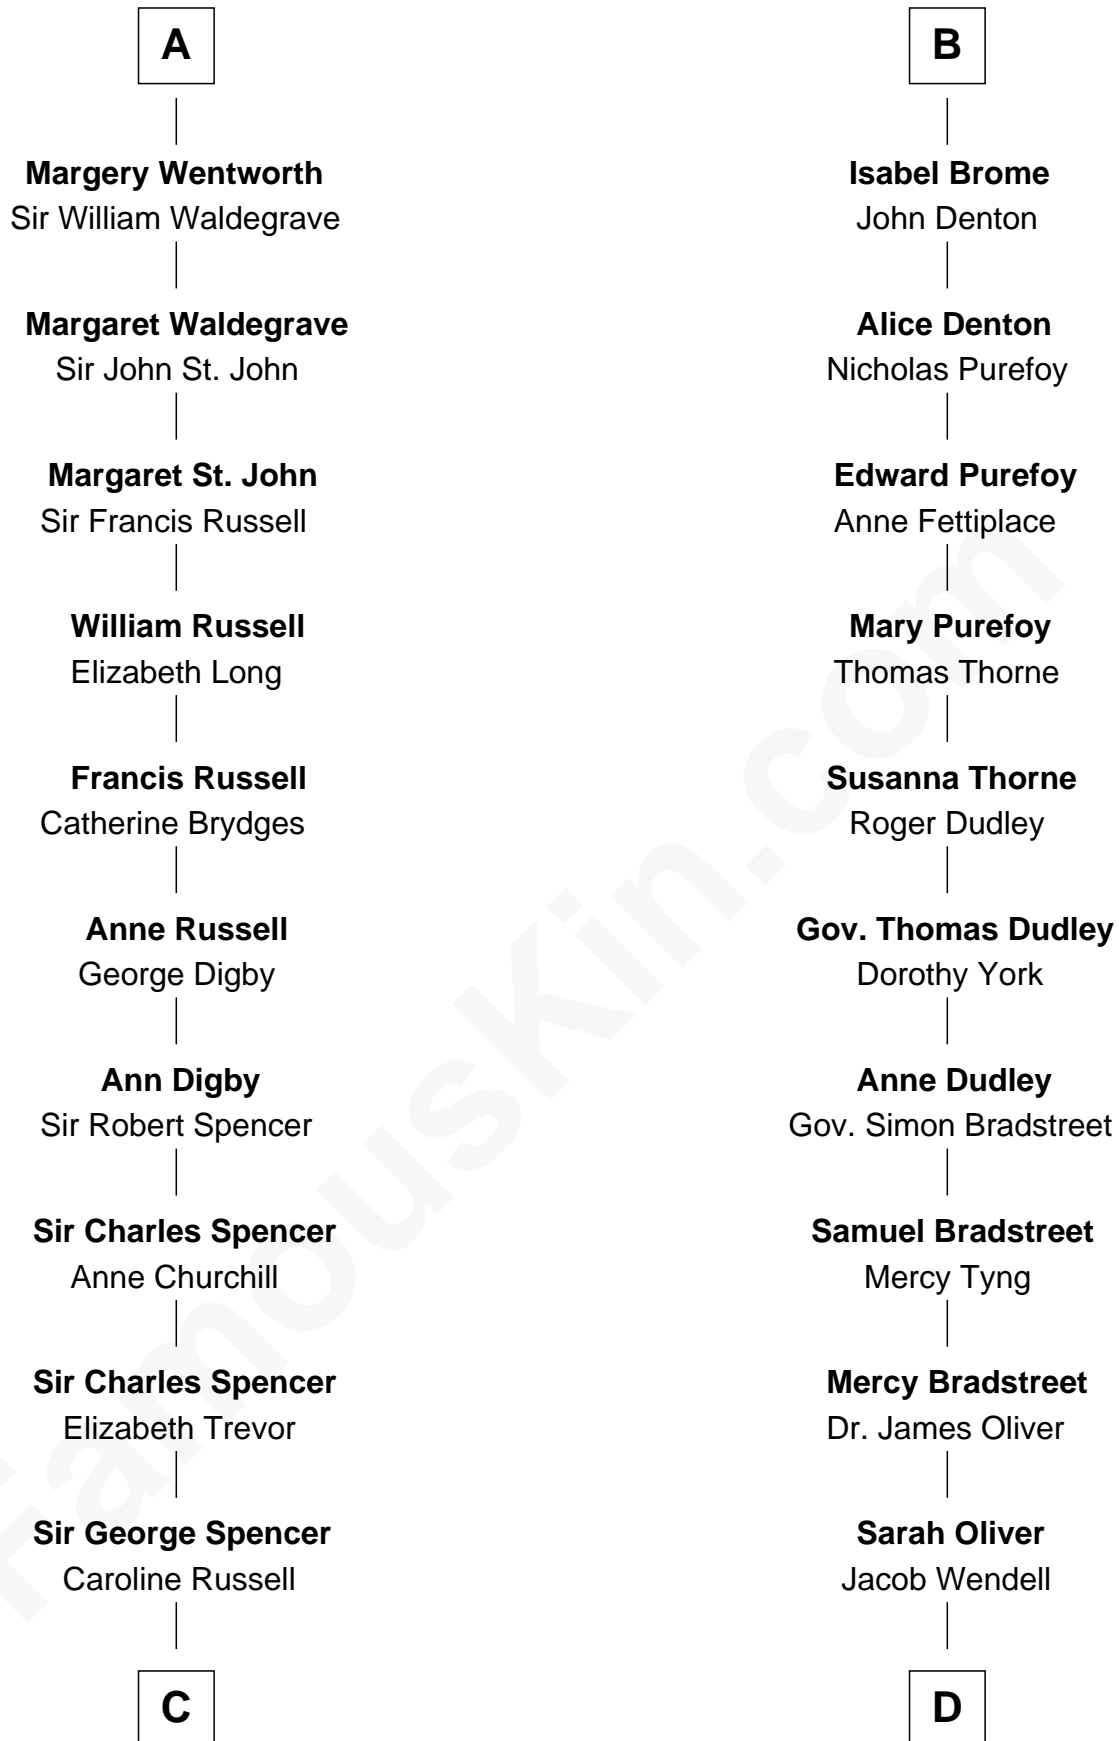 A
Margery Wentworth
Sir William Waldegrave
Margaret Waldegrave
Sir John St. John
Margaret St. John
Sir Francis Russell
William Russell
Elizabeth Long
Francis Russell
Catherine Brydges
Anne Russell
George Digby
Ann Digby
Sir Robert Spencer
Sir Charles Spencer
Anne Churchill
Sir Charles Spencer
Elizabeth Trevor
Sir George Spencer
Caroline Russell
C
B
Isabel Brome
John Denton
Alice Denton
Nicholas Purefoy
Edward Purefoy
Anne Fettiplace
Mary Purefoy
Thomas Thorne
Susanna Thorne
Roger Dudley
Gov. Thomas Dudley
Dorothy York
Anne Dudley
Gov. Simon Bradstreet
Samuel Bradstreet
Mercy Tyng
Mercy Bradstreet
Dr. James Oliver
Sarah Oliver
Jacob Wendell
D
FamousKin.com